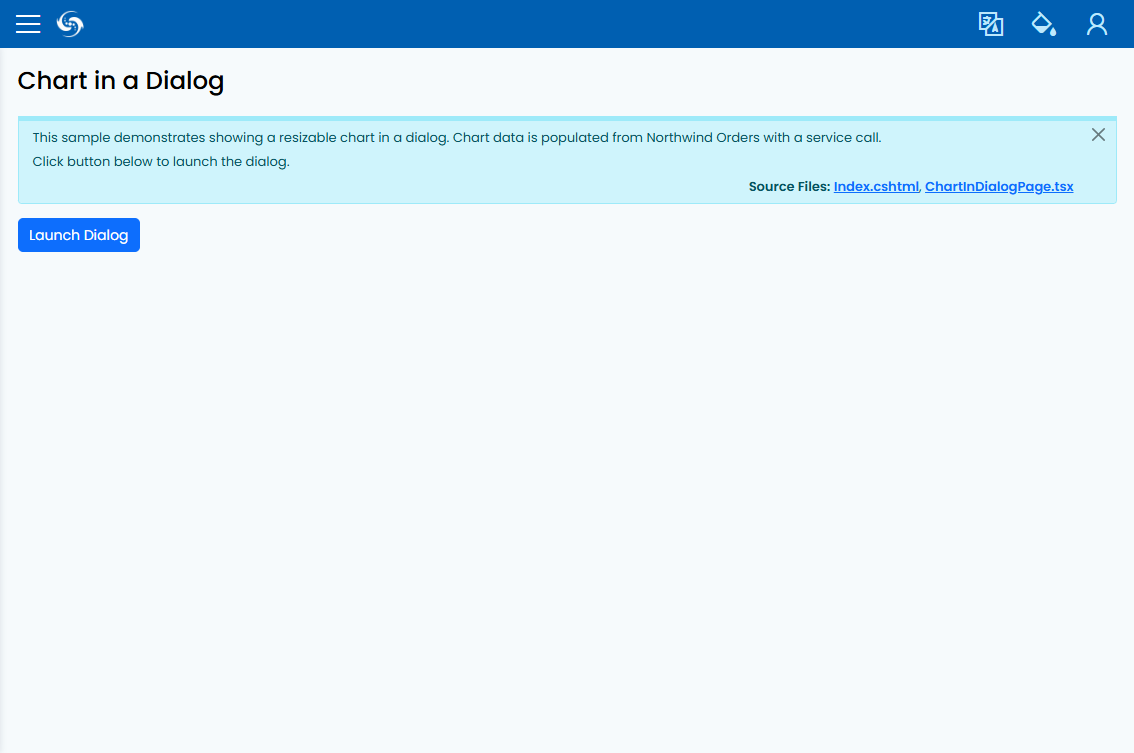 Chart in a Dialog
This sample demonstrates showing a resizable chart in a dialog. Chart data is populated from Northwind Orders with a service call.
Click button below to launch the dialog.
Source Files: Index.cshtml, ChartInDialogPage.tsx
Launch Dialog